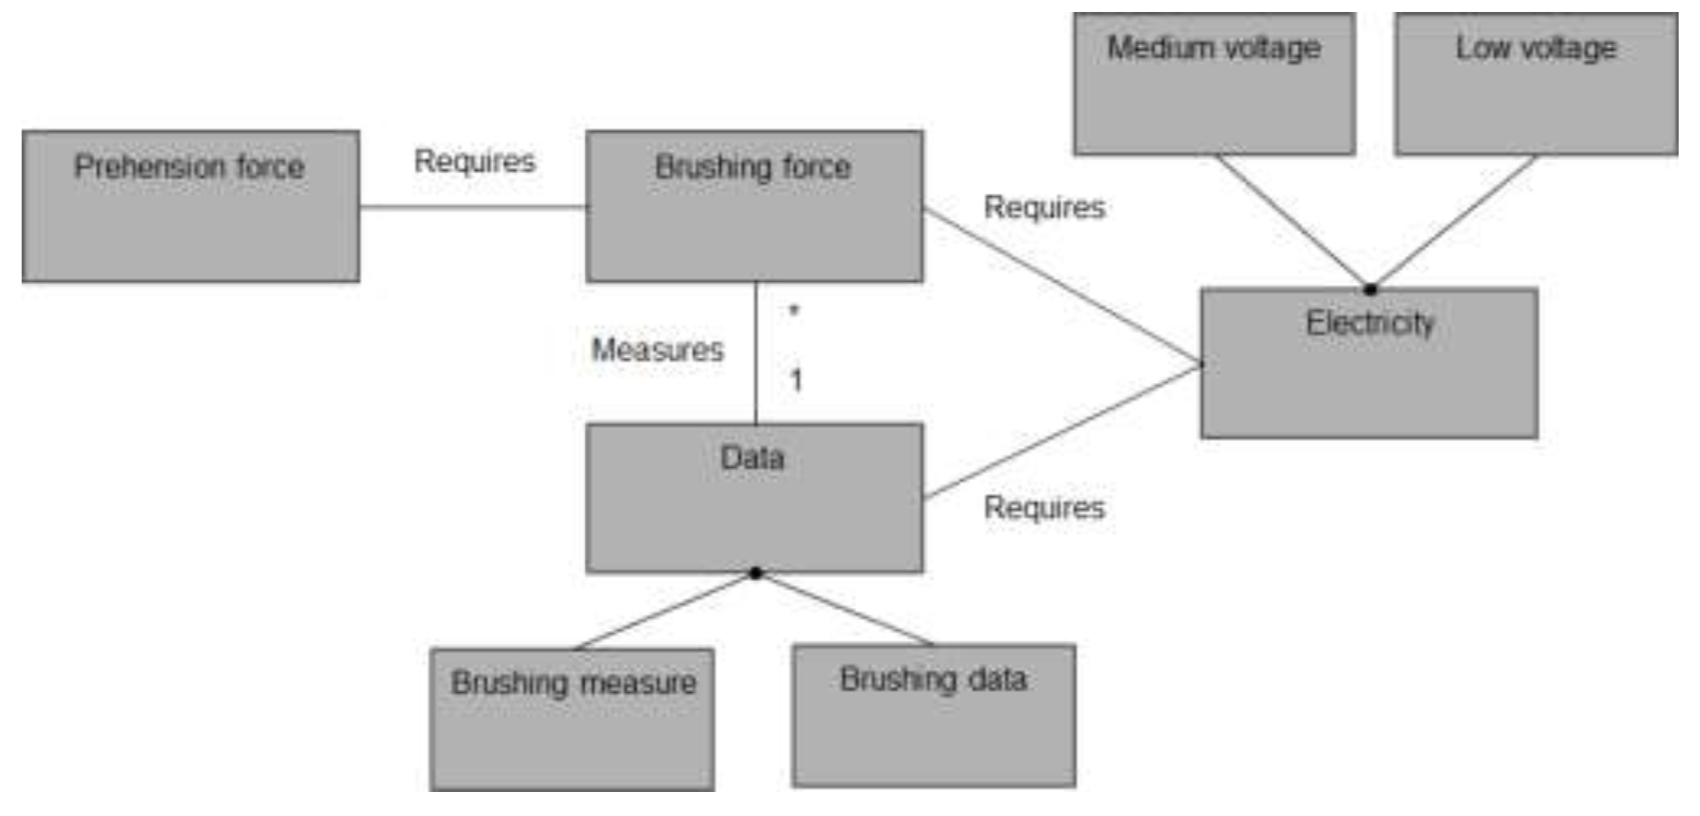 Medium voltage
Low voltage
Prehension force
Requires
Brushing force
Requires
*
Measures
1
Electricity
Data
Requires
Brushing measure
Brushing data